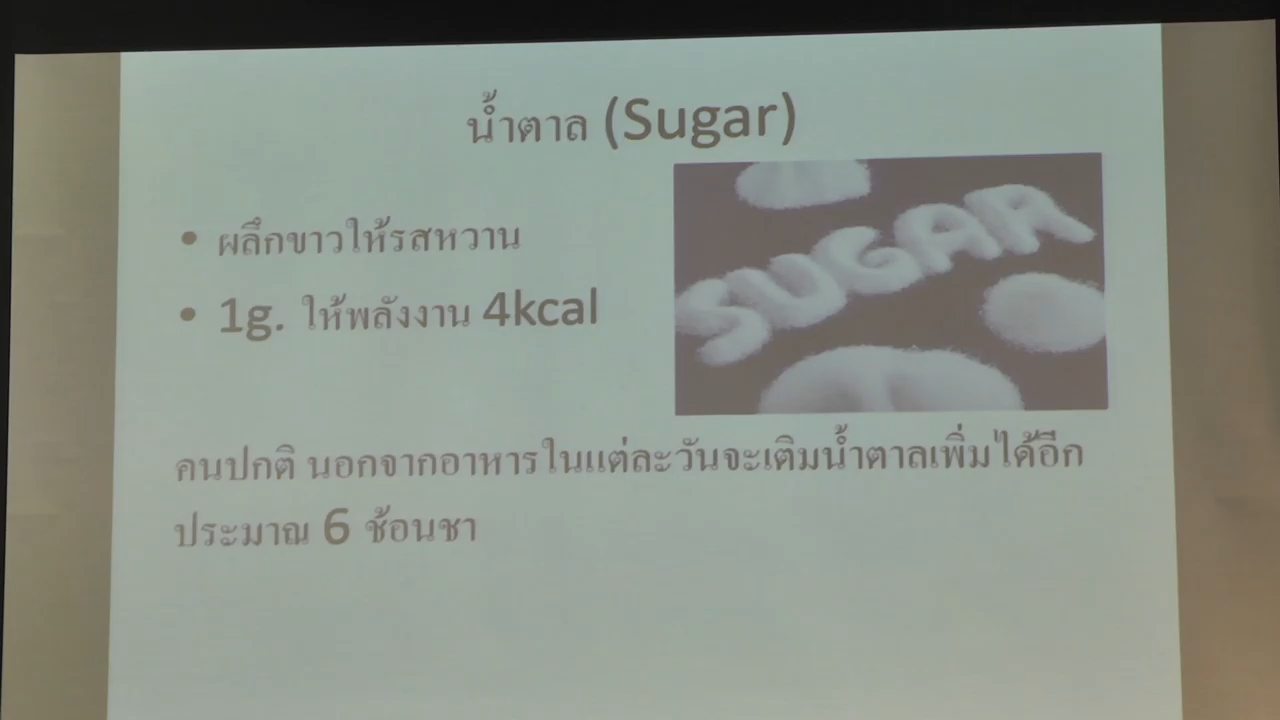 น้ำตาล (Sugar)
• ผลึกขาวให้รสหวาน
SUGAR
• 1g. ให้พลังงาน 4kcal
คนปกติ นอกจากอาหารในแต่ละวันจะเติมน้ำตาลเพิ่มได้อีก
ประมาณ 6 ช้อนชา